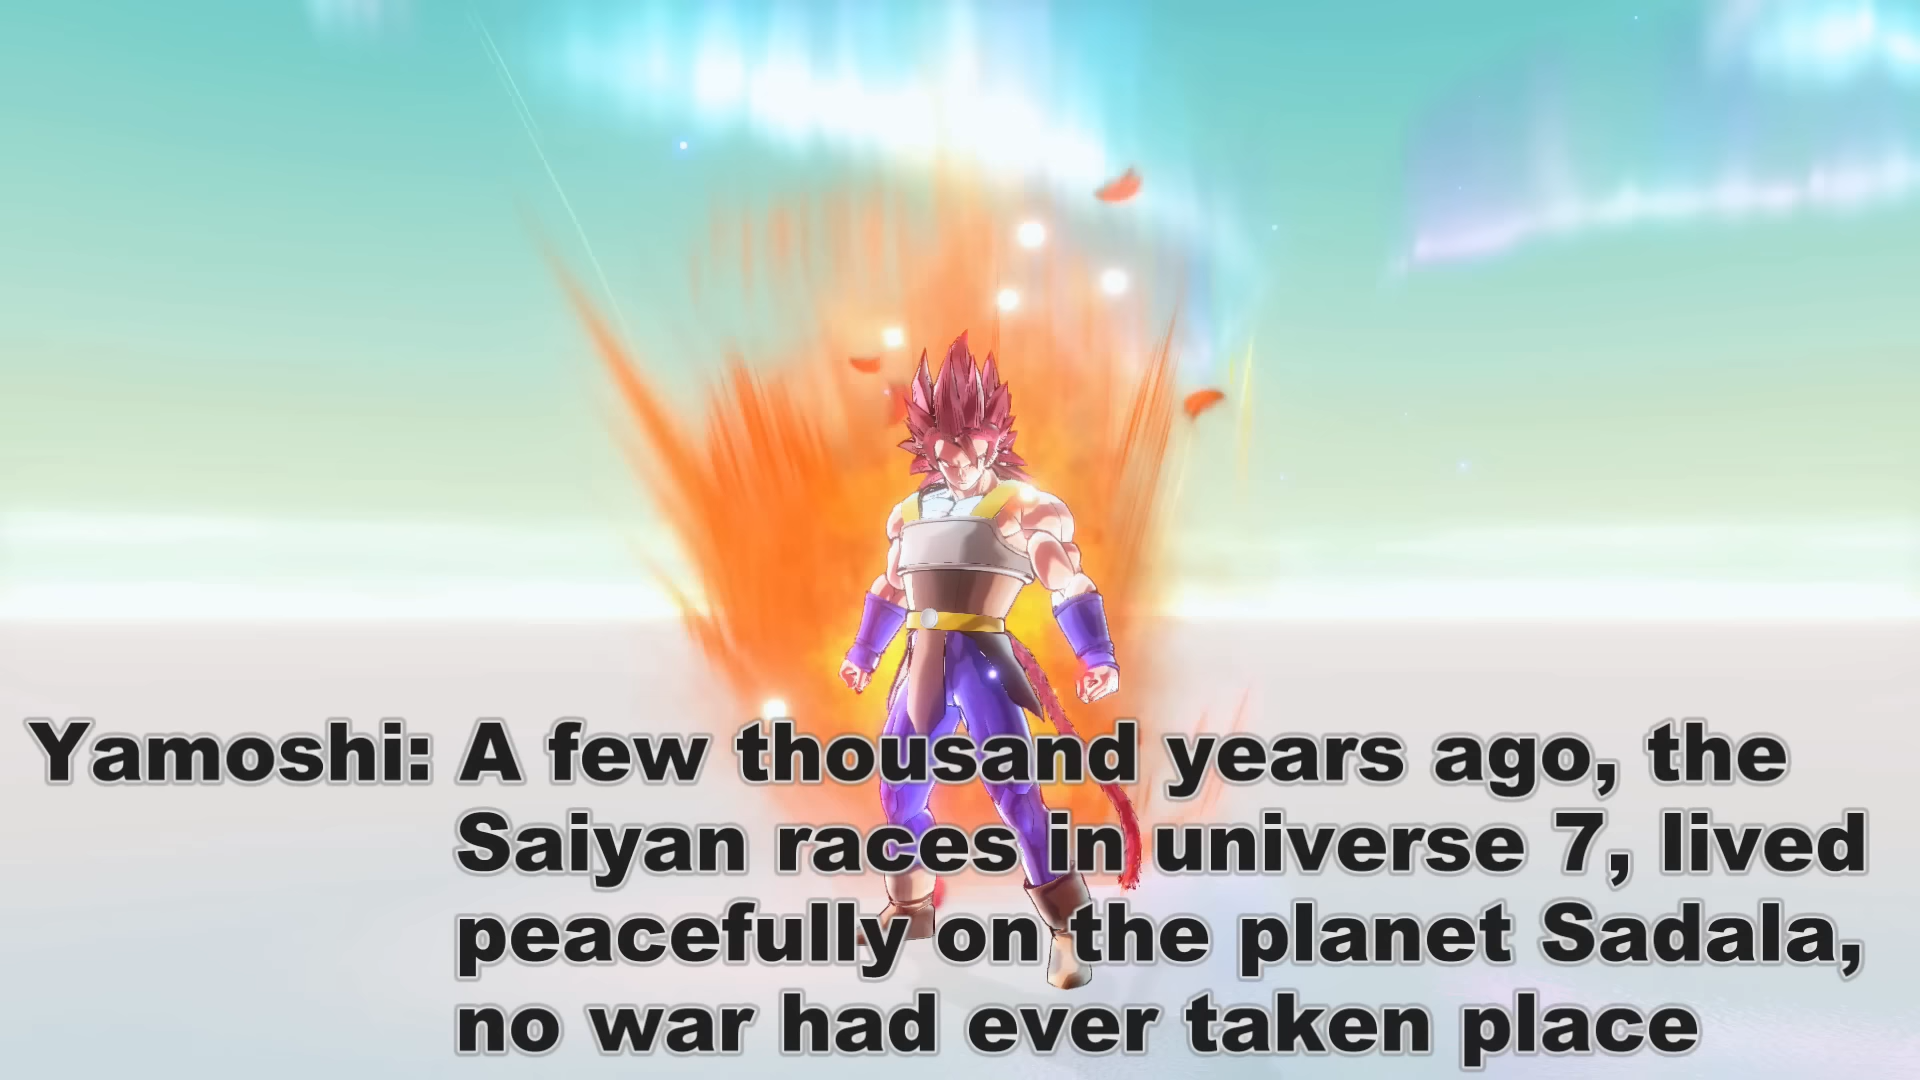 Yamoshi: A few thousand years ago, the
Saiyan races in universe 7, lived
peacefully on the planet Sadala,
no war had ever taken place